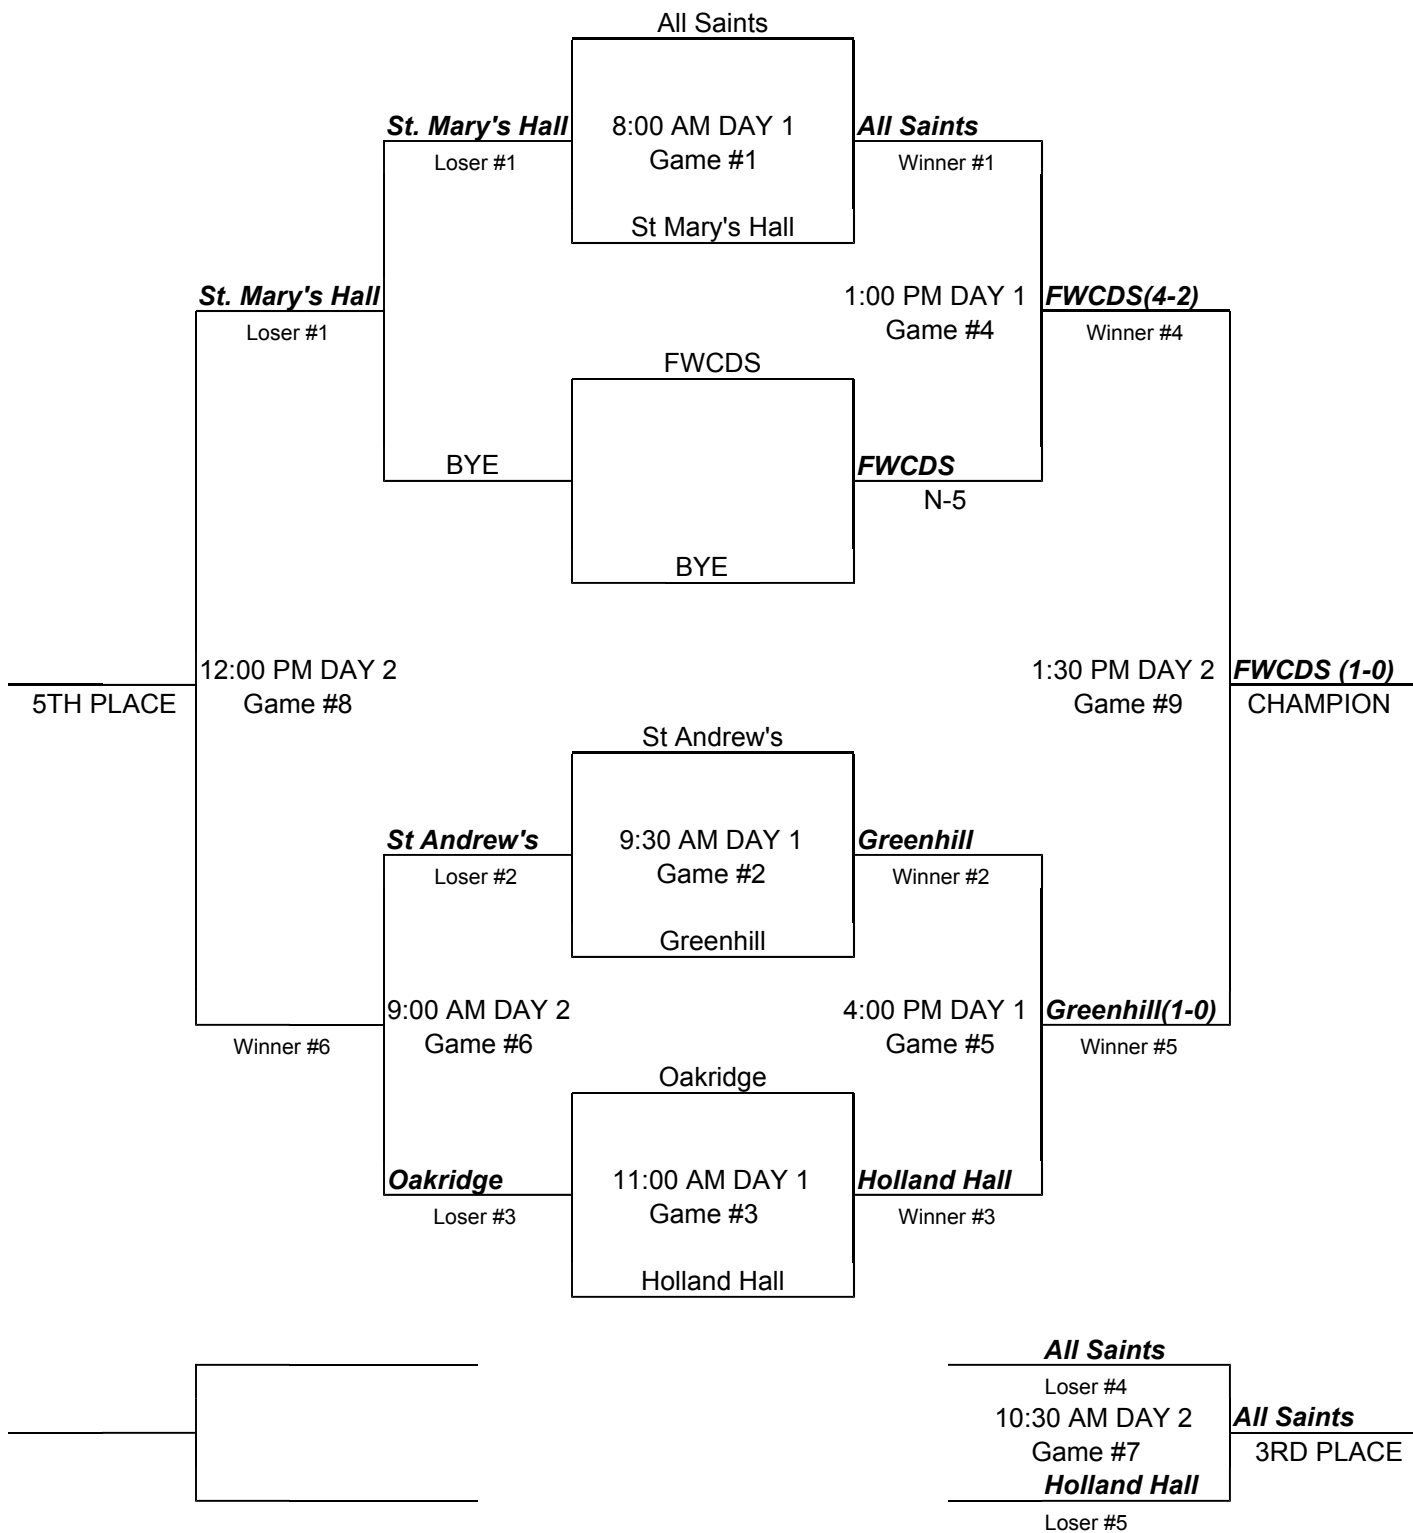 All Saints
St. Mary's Hall
8:00 AM DAY 1
All Saints
Loser #1
Game #1
Winner #1
St Mary's Hall
St. Mary's Hall
1:00 PM DAY 1
FWCDS(4-2)
Loser #1
Game #4
Winner #4
FWCDS
BYE
FWCDS
N-5
BYE
12:00 PM DAY 2
1:30 PM DAY 2
FWCDS (1-0)
5TH PLACE
Game #8
Game #9
CHAMPION
St Andrew's
St Andrew's
9:30 AM DAY 1
Greenhill
Loser #2
Game #2
Winner #2
Greenhill
9:00 AM DAY 2
4:00 PM DAY 1
Greenhill(1-0)
Winner #6
Game #6
Game #5
Winner #5
Oakridge
Oakridge
11:00 AM DAY 1
Holland Hall
Loser #3
Game #3
Winner #3
Holland Hall
All Saints
Loser #4
10:30 AM DAY 2
All Saints
Game #7
3RD PLACE
Holland Hall
Loser #5